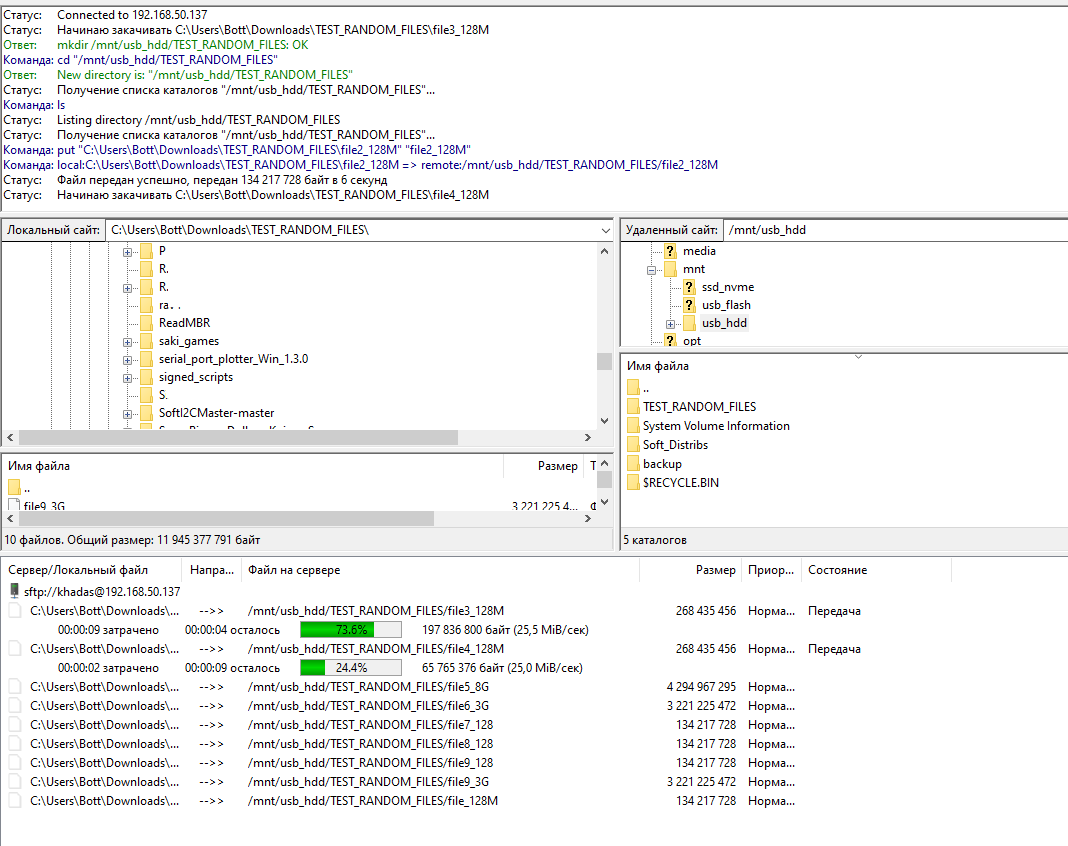 Статус: Connected to 192.168.50.137
Статус: Начинаю закачивать C:\Users\Bott\Downloads\TEST_RANDOM_FILES\file3_128M
Ответ: mkdir /mnt/usb_hdd/TEST_RANDOM_FILES: OK
Команда: cd "/mnt/usb_hdd/TEST_RANDOM_FILES"
Ответ: New directory is: "/mnt/usb_hdd/TEST_RANDOM_FILES"
Статус: Получение списка каталогов "/mnt/usb_hdd/TEST_RANDOM_FILES"...
Команда: ls
Статус: Listing directory /mnt/usb_hdd/TEST_RANDOM_FILES
Статус: Получение списка каталогов "/mnt/usb_hdd/TEST_RANDOM_FILES"...
Команда: put "C:\Users\Bott\Downloads\TEST_RANDOM_FILES\file2_128M" "file2_128M"
Команда: local:C:\Users\Bott\Downloads\TEST_RANDOM_FILES\file2_128M => remote:/mnt/usb_hdd/TEST_RANDOM_FILES/file2_128M
Статус: Файл передан успешно, передан 134 217 728 байт в 6 секунд
Статус: Начинаю закачивать C:\Users\Bott\Downloads\TEST_RANDOM_FILES\file4_128M
Локальный сайт: C:\Users\Bott\Downloads\TEST_RANDOM_FILES\
P
R.
R.
ra. .
ReadMBR
saki_games
serial_port_plotter_Win_1.3.0
signed_scripts
S.
SoftI2CMaster-master
Имя файла Размер Т
..
file9_3G 3 221 225 4... Ф
10 файлов. Общий размер: 11 945 377 791 байт
Удаленный сайт: /mnt/usb_hdd
media
mnt
ssd_nvme
usb_flash
usb_hdd
opt
Имя файла
..
TEST_RANDOM_FILES
System Volume Information
Soft_Distribs
backup
$RECYCLE.BIN
5 каталогов
Сервер/Локальный файл Напра... Файл на сервере Размер Приор... Состояние
sftp://khadas@192.168.50.137
C:\Users\Bott\Downloads\... -->> /mnt/usb_hdd/TEST_RANDOM_FILES/file3_128M 268 435 456 Норма... Передача
00:00:09 затрачено 00:00:04 осталось 73.6% 197 836 800 байт (25,5 MiB/сек)
C:\Users\Bott\Downloads\... -->> /mnt/usb_hdd/TEST_RANDOM_FILES/file4_128M 268 435 456 Норма... Передача
00:00:02 затрачено 00:00:09 осталось 24.4% 65 765 376 байт (25,0 MiB/сек)
C:\Users\Bott\Downloads\... -->> /mnt/usb_hdd/TEST_RANDOM_FILES/file5_8G 4 294 967 295 Норма...
C:\Users\Bott\Downloads\... -->> /mnt/usb_hdd/TEST_RANDOM_FILES/file6_3G 3 221 225 472 Норма...
C:\Users\Bott\Downloads\... -->> /mnt/usb_hdd/TEST_RANDOM_FILES/file7_128 134 217 728 Норма...
C:\Users\Bott\Downloads\... -->> /mnt/usb_hdd/TEST_RANDOM_FILES/file8_128 134 217 728 Норма...
C:\Users\Bott\Downloads\... -->> /mnt/usb_hdd/TEST_RANDOM_FILES/file9_128 134 217 728 Норма...
C:\Users\Bott\Downloads\... -->> /mnt/usb_hdd/TEST_RANDOM_FILES/file9_3G 3 221 225 472 Норма...
C:\Users\Bott\Downloads\... -->> /mnt/usb_hdd/TEST_RANDOM_FILES/file_128M 134 217 728 Норма...